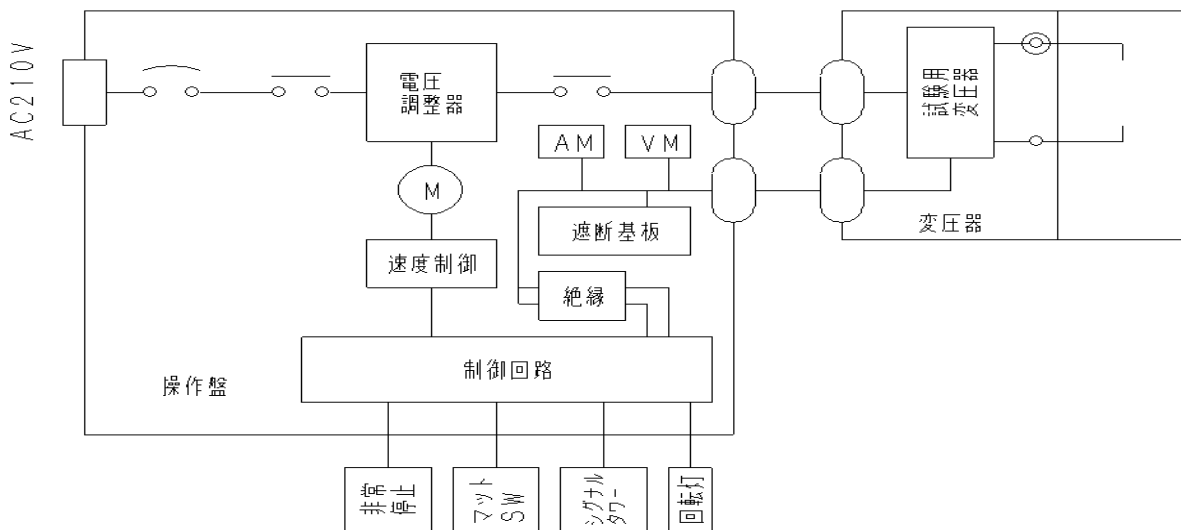 AC210V
電圧
調整器
試験用
変圧器
AM
VM
M
遮断基板
変圧器
速度制御
絶縁
制御回路
操作盤
非常
停止
マット
SW
シグナル
タワー
回転灯